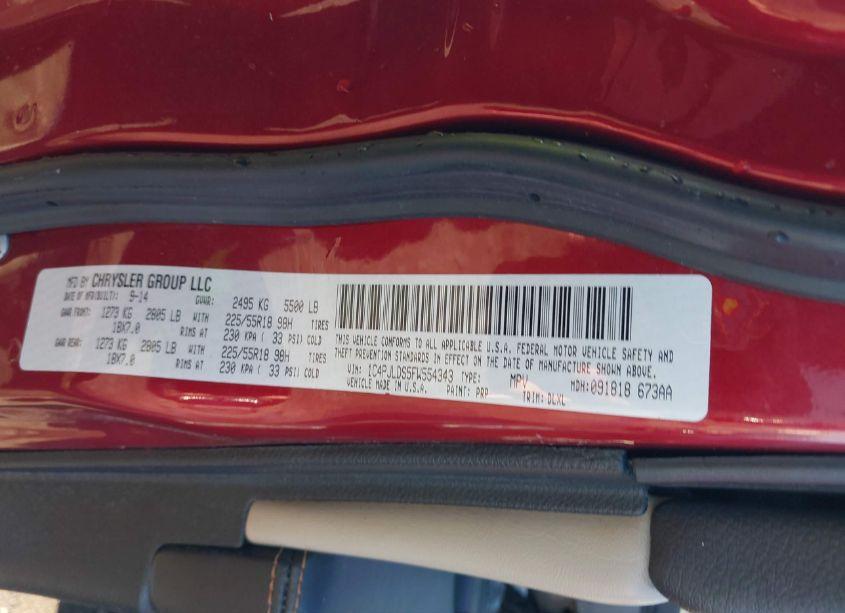 MFD BY CHRYSLER GROUP LLC
DATE OF MFR(BUILT): 9-14 GVWR: 2495 KG 5500 LB
GAWR FRONT: 1273 KG 2805 LB WITH 225/55R18 98H TIRES
18X7.0 RIMS AT 230 KPA ( 33 PSI) COLD
GAWR REAR: 1273 KG 2805 LB WITH 225/55R18 98H TIRES
18X7.0 RIMS AT 230 KPA ( 33 PSI) COLD
THIS VEHICLE CONFORMS TO ALL APPLICABLE U.S.A. FEDERAL MOTOR VEHICLE SAFETY AND
THEFT PREVENTION STANDARDS IN EFFECT ON THE DATE OF MANUFACTURE SHOWN ABOVE.
VIN: 1C4PJLDS5FW554343 TYPE: MPV MDH: 091818 673AA
VEHICLE MADE IN U.S.A. PAINT: PRP TRIM: DLXL